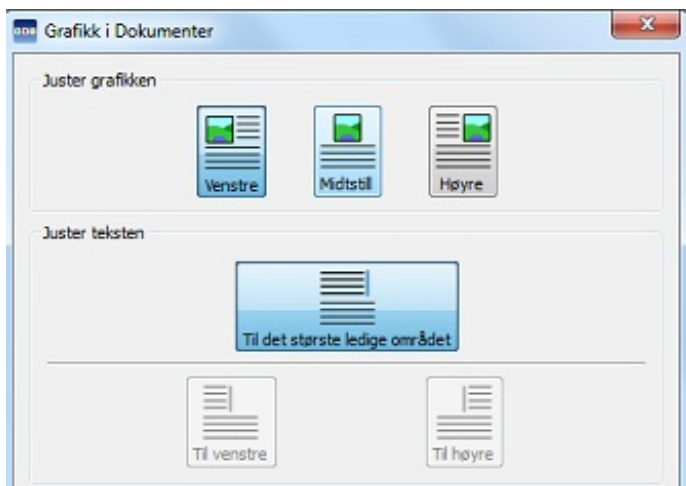 Grafikk i Dokumenter
Juster grafikken
Venstre
Midtstill
Høyre
Juster teksten
Til det største ledige området
Til venstre
Til høyre